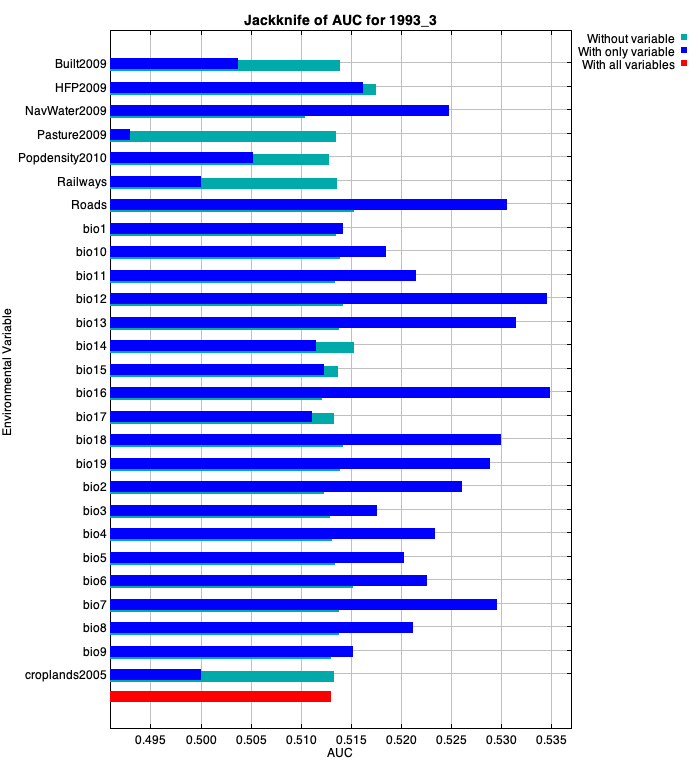 Jackknife of AUC for 1993_3
Without variable
With only variable
With all variables
Environmental Variable
Built2009
HFP2009
NavWater2009
Pasture2009
Popdensity2010
Railways
Roads
bio1
bio10
bio11
bio12
bio13
bio14
bio15
bio16
bio17
bio18
bio19
bio2
bio3
bio4
bio5
bio6
bio7
bio8
bio9
croplands2005
0.495 0.500 0.505 0.510 0.515 0.520 0.525 0.530 0.535
AUC